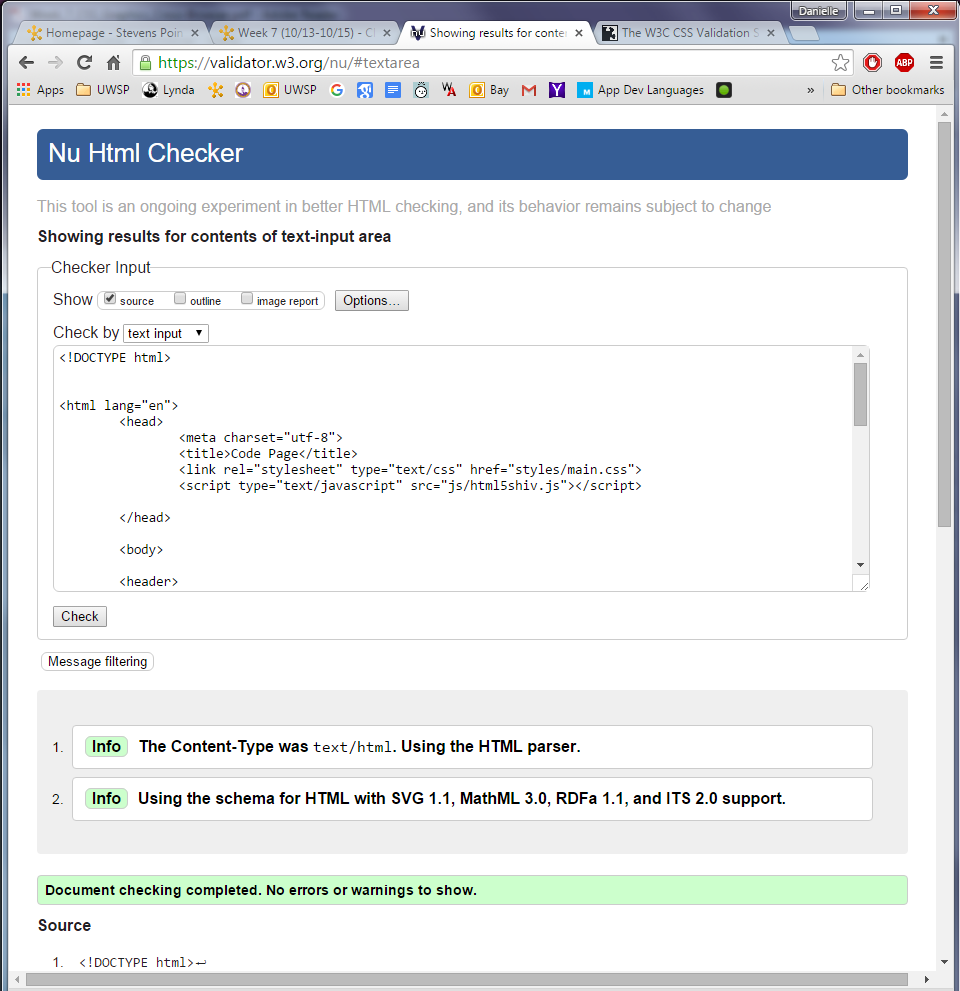 Danielle
Homepage - Stevens Poin
Week 7 (10/13-10/15) - C
Showing results for conte
The W3C CSS Validation S
https://validator.w3.org/nu/#textarea
ABP
Apps UWSP Lynda UWSP Bay App Dev Languages » Other bookmarks
Nu Html Checker
This tool is an ongoing experiment in better HTML checking, and its behavior remains subject to change
Showing results for contents of text-input area
Checker Input
Show source outline image report Options...
Check by text input
<!DOCTYPE html>
<html lang="en">
<head>
<meta charset="utf-8">
<title>Code Page</title>
<link rel="stylesheet" type="text/css" href="styles/main.css">
<script type="text/javascript" src="js/html5shiv.js"></script>
</head>
<body>
<header>
Check
Message filtering
1. Info The Content-Type was text/html. Using the HTML parser.
2. Info Using the schema for HTML with SVG 1.1, MathML 3.0, RDFa 1.1, and ITS 2.0 support.
Document checking completed. No errors or warnings to show.
Source
1. <!DOCTYPE html>↩